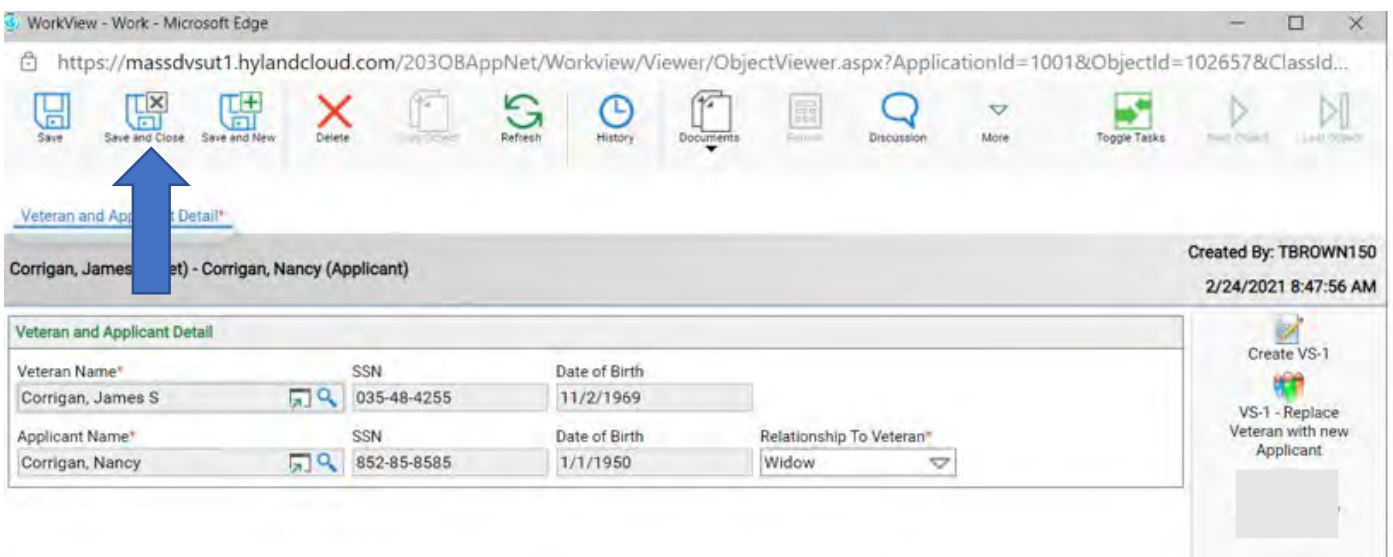 WorkView - Work - Microsoft Edge
https://massdvsut1.hylandcloud.com/203OBAppNet/Workview/Viewer/ObjectViewer.aspx?ApplicationId=1001&ObjectId=102657&ClassId...
Save Save and Close Save and New Delete Refresh History Documents Discussion More Toggle Tasks Next Object Last Object
Veteran and App Detail*
Created By: TBROWN150
Corrigan, James et) - Corrigan, Nancy (Applicant)
2/24/2021 8:47:56 AM
Veteran and Applicant Detail
Create VS-1
Veteran Name* SSN Date of Birth
Corrigan, James S 035-48-4255 11/2/1969
VS-1 - Replace
Veteran with new
Applicant
Applicant Name* SSN Date of Birth Relationship To Veteran*
Corrigan, Nancy 852-85-8585 1/1/1950 Widow